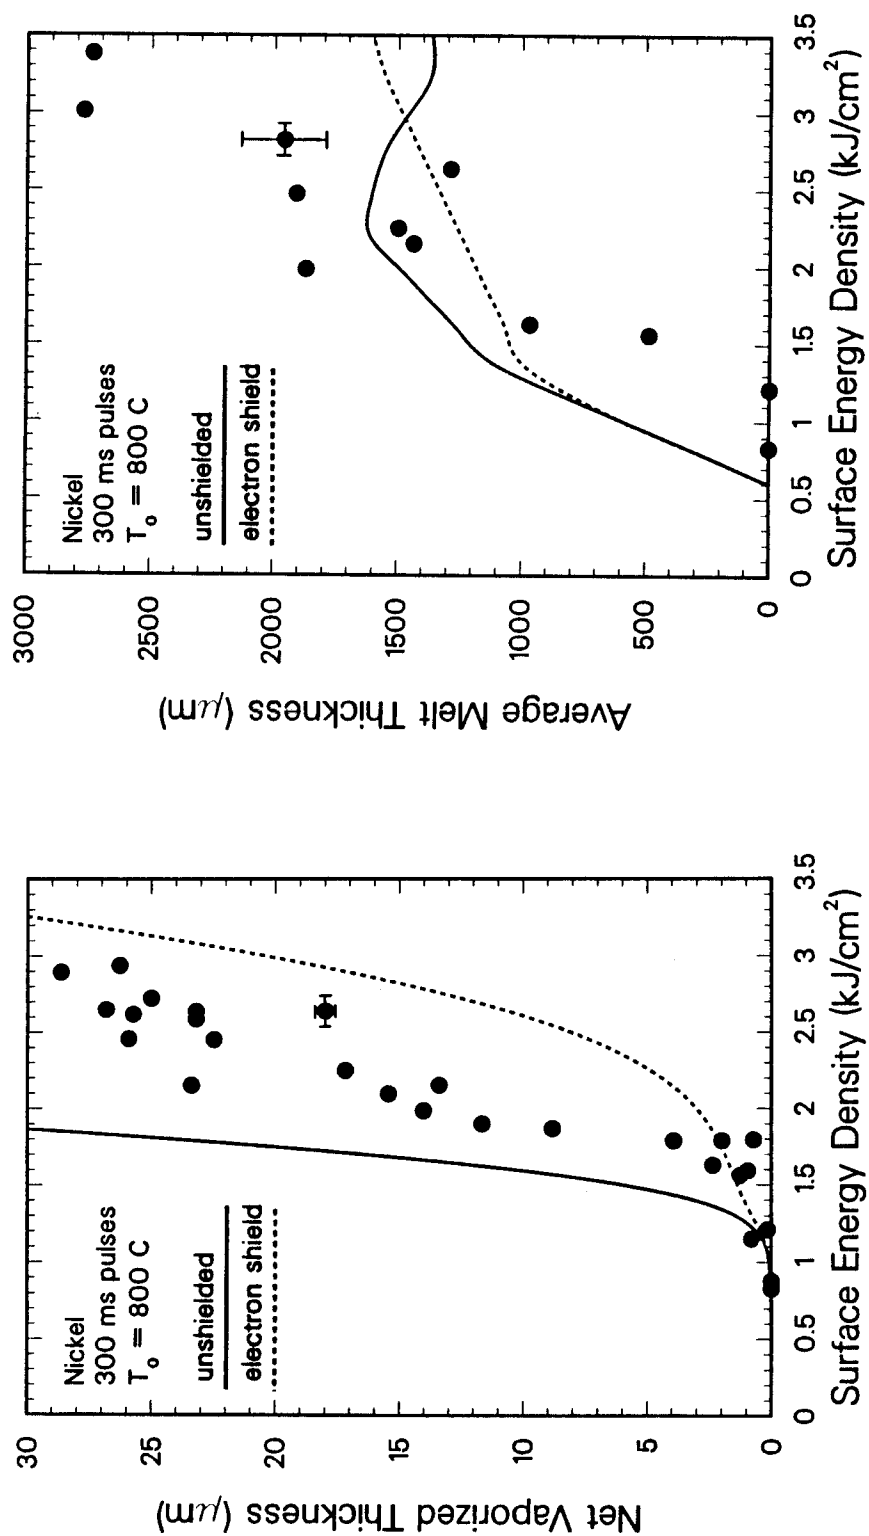 Nickel
300 ms pulses
To = 800 C
unshielded
electron shield
30
25
20
15
10
5
0
Net Vaporized Thickness (μm)
0
0.5
1
1.5
2
2.5
3
3.5
Surface Energy Density (kJ/cm²)
Nickel
300 ms pulses
To = 800 C
unshielded
electron shield
3000
2500
2000
1500
1000
500
0
Average Melt Thickness (μm)
0
0.5
1
1.5
2
2.5
3
3.5
Surface Energy Density (kJ/cm²)